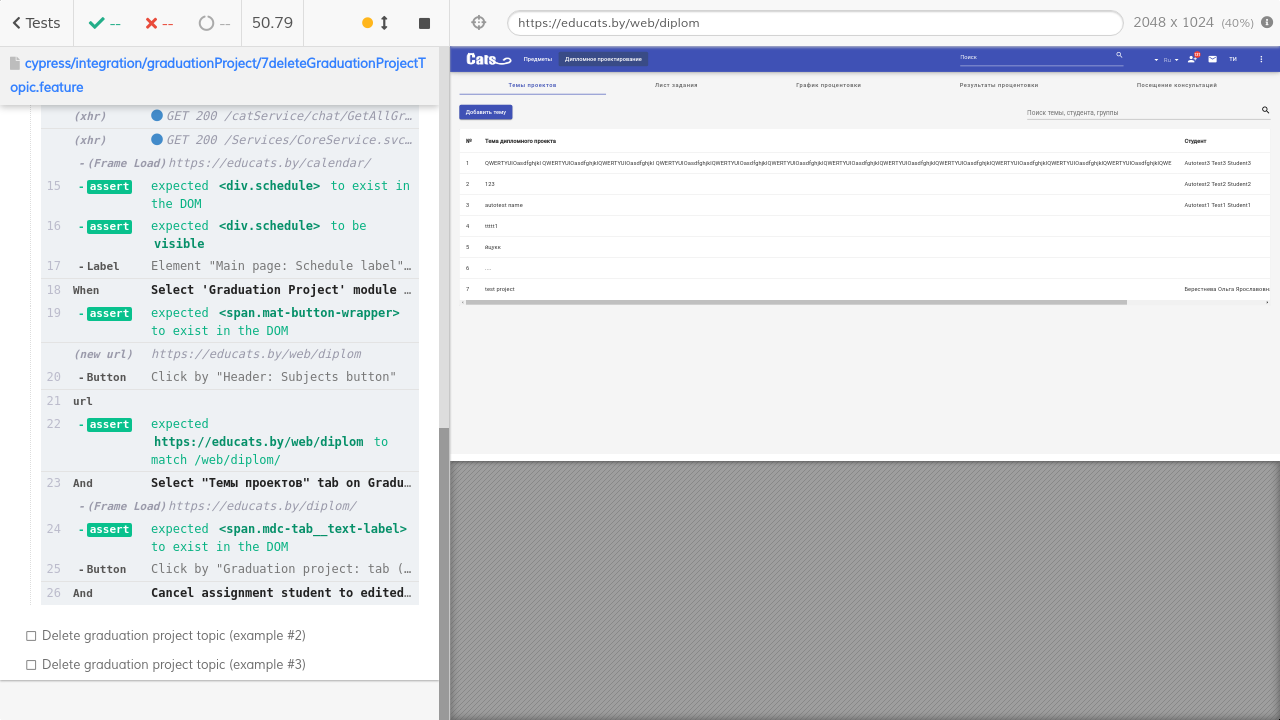 Tests
--
--
--
50.79
https://educats.by/web/diplom
2048 x 1024 (40%)
cypress/integration/graduationProject/7deleteGraduationProjectT
opic.feature
(xhr) GET 200 /catService/chat/GetAllGr…
(xhr) GET 200 /Services/CoreService.svc…
-(Frame Load) https://educats.by/calendar/
15 -assert expected <div.schedule> to exist in
the DOM
16 -assert expected <div.schedule> to be
visible
17 -Label Element "Main page: Schedule label"…
18 When Select 'Graduation Project' module …
19 -assert expected <span.mat-button-wrapper>
to exist in the DOM
(new url) https://educats.by/web/diplom
20 -Button Click by "Header: Subjects button"
21 url
22 -assert expected
https://educats.by/web/diplom to
match /web/diplom/
23 And Select "Темы проектов" tab on Gradu…
-(Frame Load) https://educats.by/diplom/
24 -assert expected <span.mdc-tab__text-label>
to exist in the DOM
25 -Button Click by "Graduation project: tab (…
26 And Cancel assignment student to edited…
Delete graduation project topic (example #2)
Delete graduation project topic (example #3)
Cats
Предметы
Дипломное проектирование
Поиск
Ru
ТИ
Темы проектов
Лист задания
График процентовки
Результаты процентовки
Посещение консультаций
Добавить тему
Поиск темы, студента, группы
№ Тема дипломного проекта Студент
1 QWERTYUIOasdfghjkl QWERTYUIOasdfghjklQWERTYUIOasdfghjkl QWERTYUIOasdfghjklQWERTYUIOasdfghjklQWERTYUIOasdfghjklQWERTYUIOasdfghjklQWERTYUIOasdfghjklQWERTYUIOasdfghjklQWERTYUIOasdfghjklQWE Autotest3 Test3 Student3
2 123 Autotest2 Test2 Student2
3 autotest name Autotest1 Test1 Student1
4 ttttt1
5 йцукк
6 ...
7 test project Берестнева Ольга Ярославовн